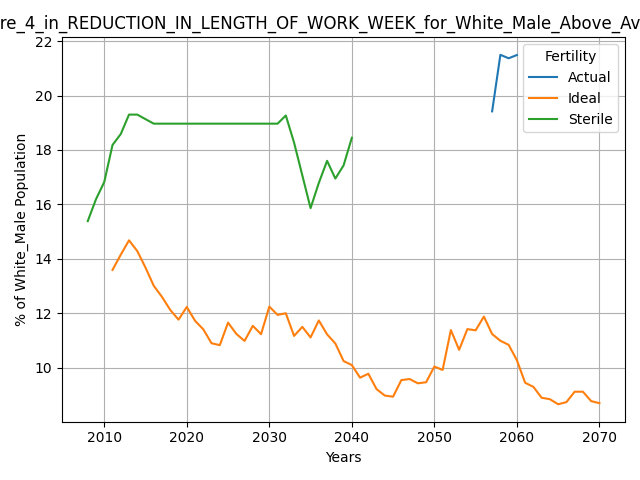 re_4_in_REDUCTION_IN_LENGTH_OF_WORK_WEEK_for_White_Male_Above_Av
Fertility
Actual
Ideal
Sterile
% of White_Male Population
22
20
18
16
14
12
10
2010 2020 2030 2040 2050 2060 2070
Years